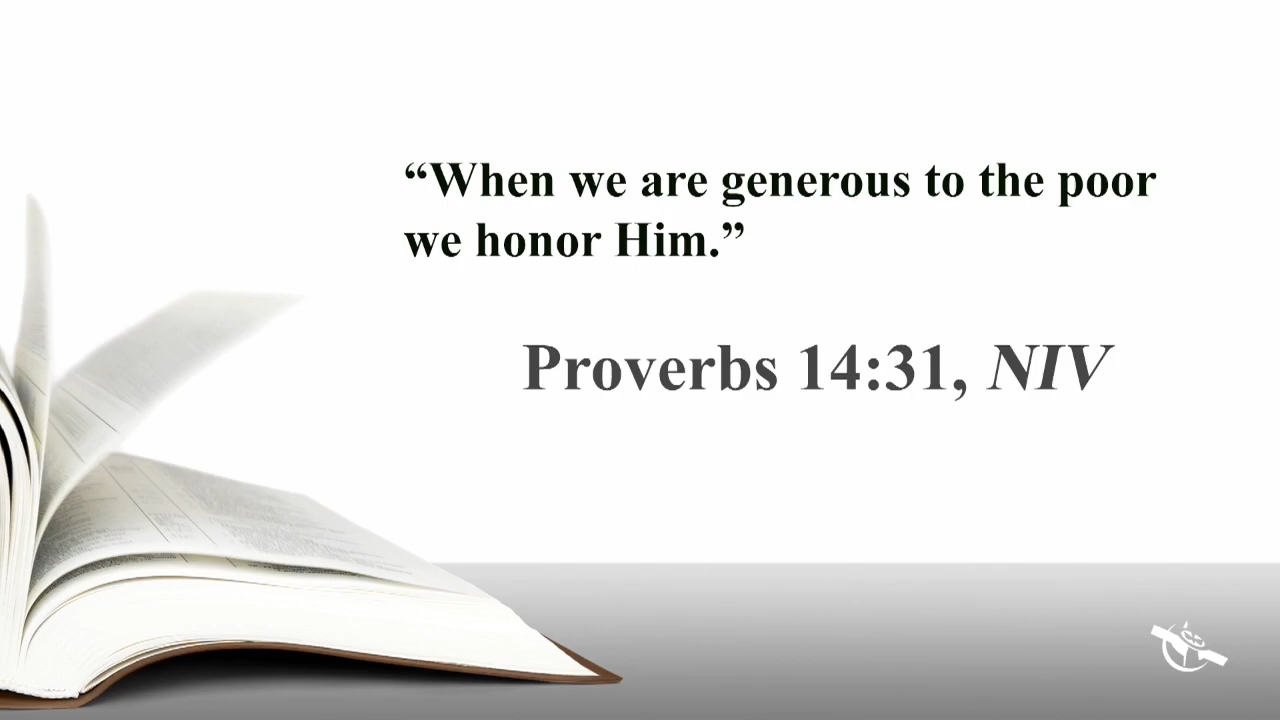 “When we are generous to the poor
we honor Him.”
Proverbs 14:31, NIV